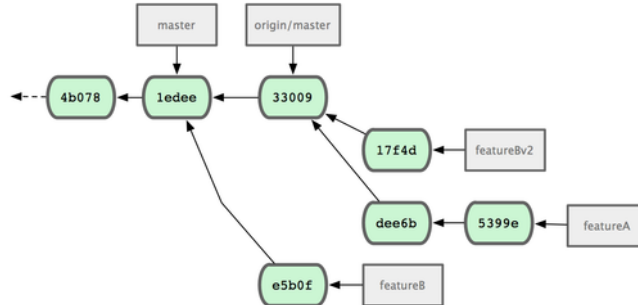 master
origin/master
4b078
1edee
33009
17f4d
featureBv2
dee6b
5399e
featureA
e5b0f
featureB